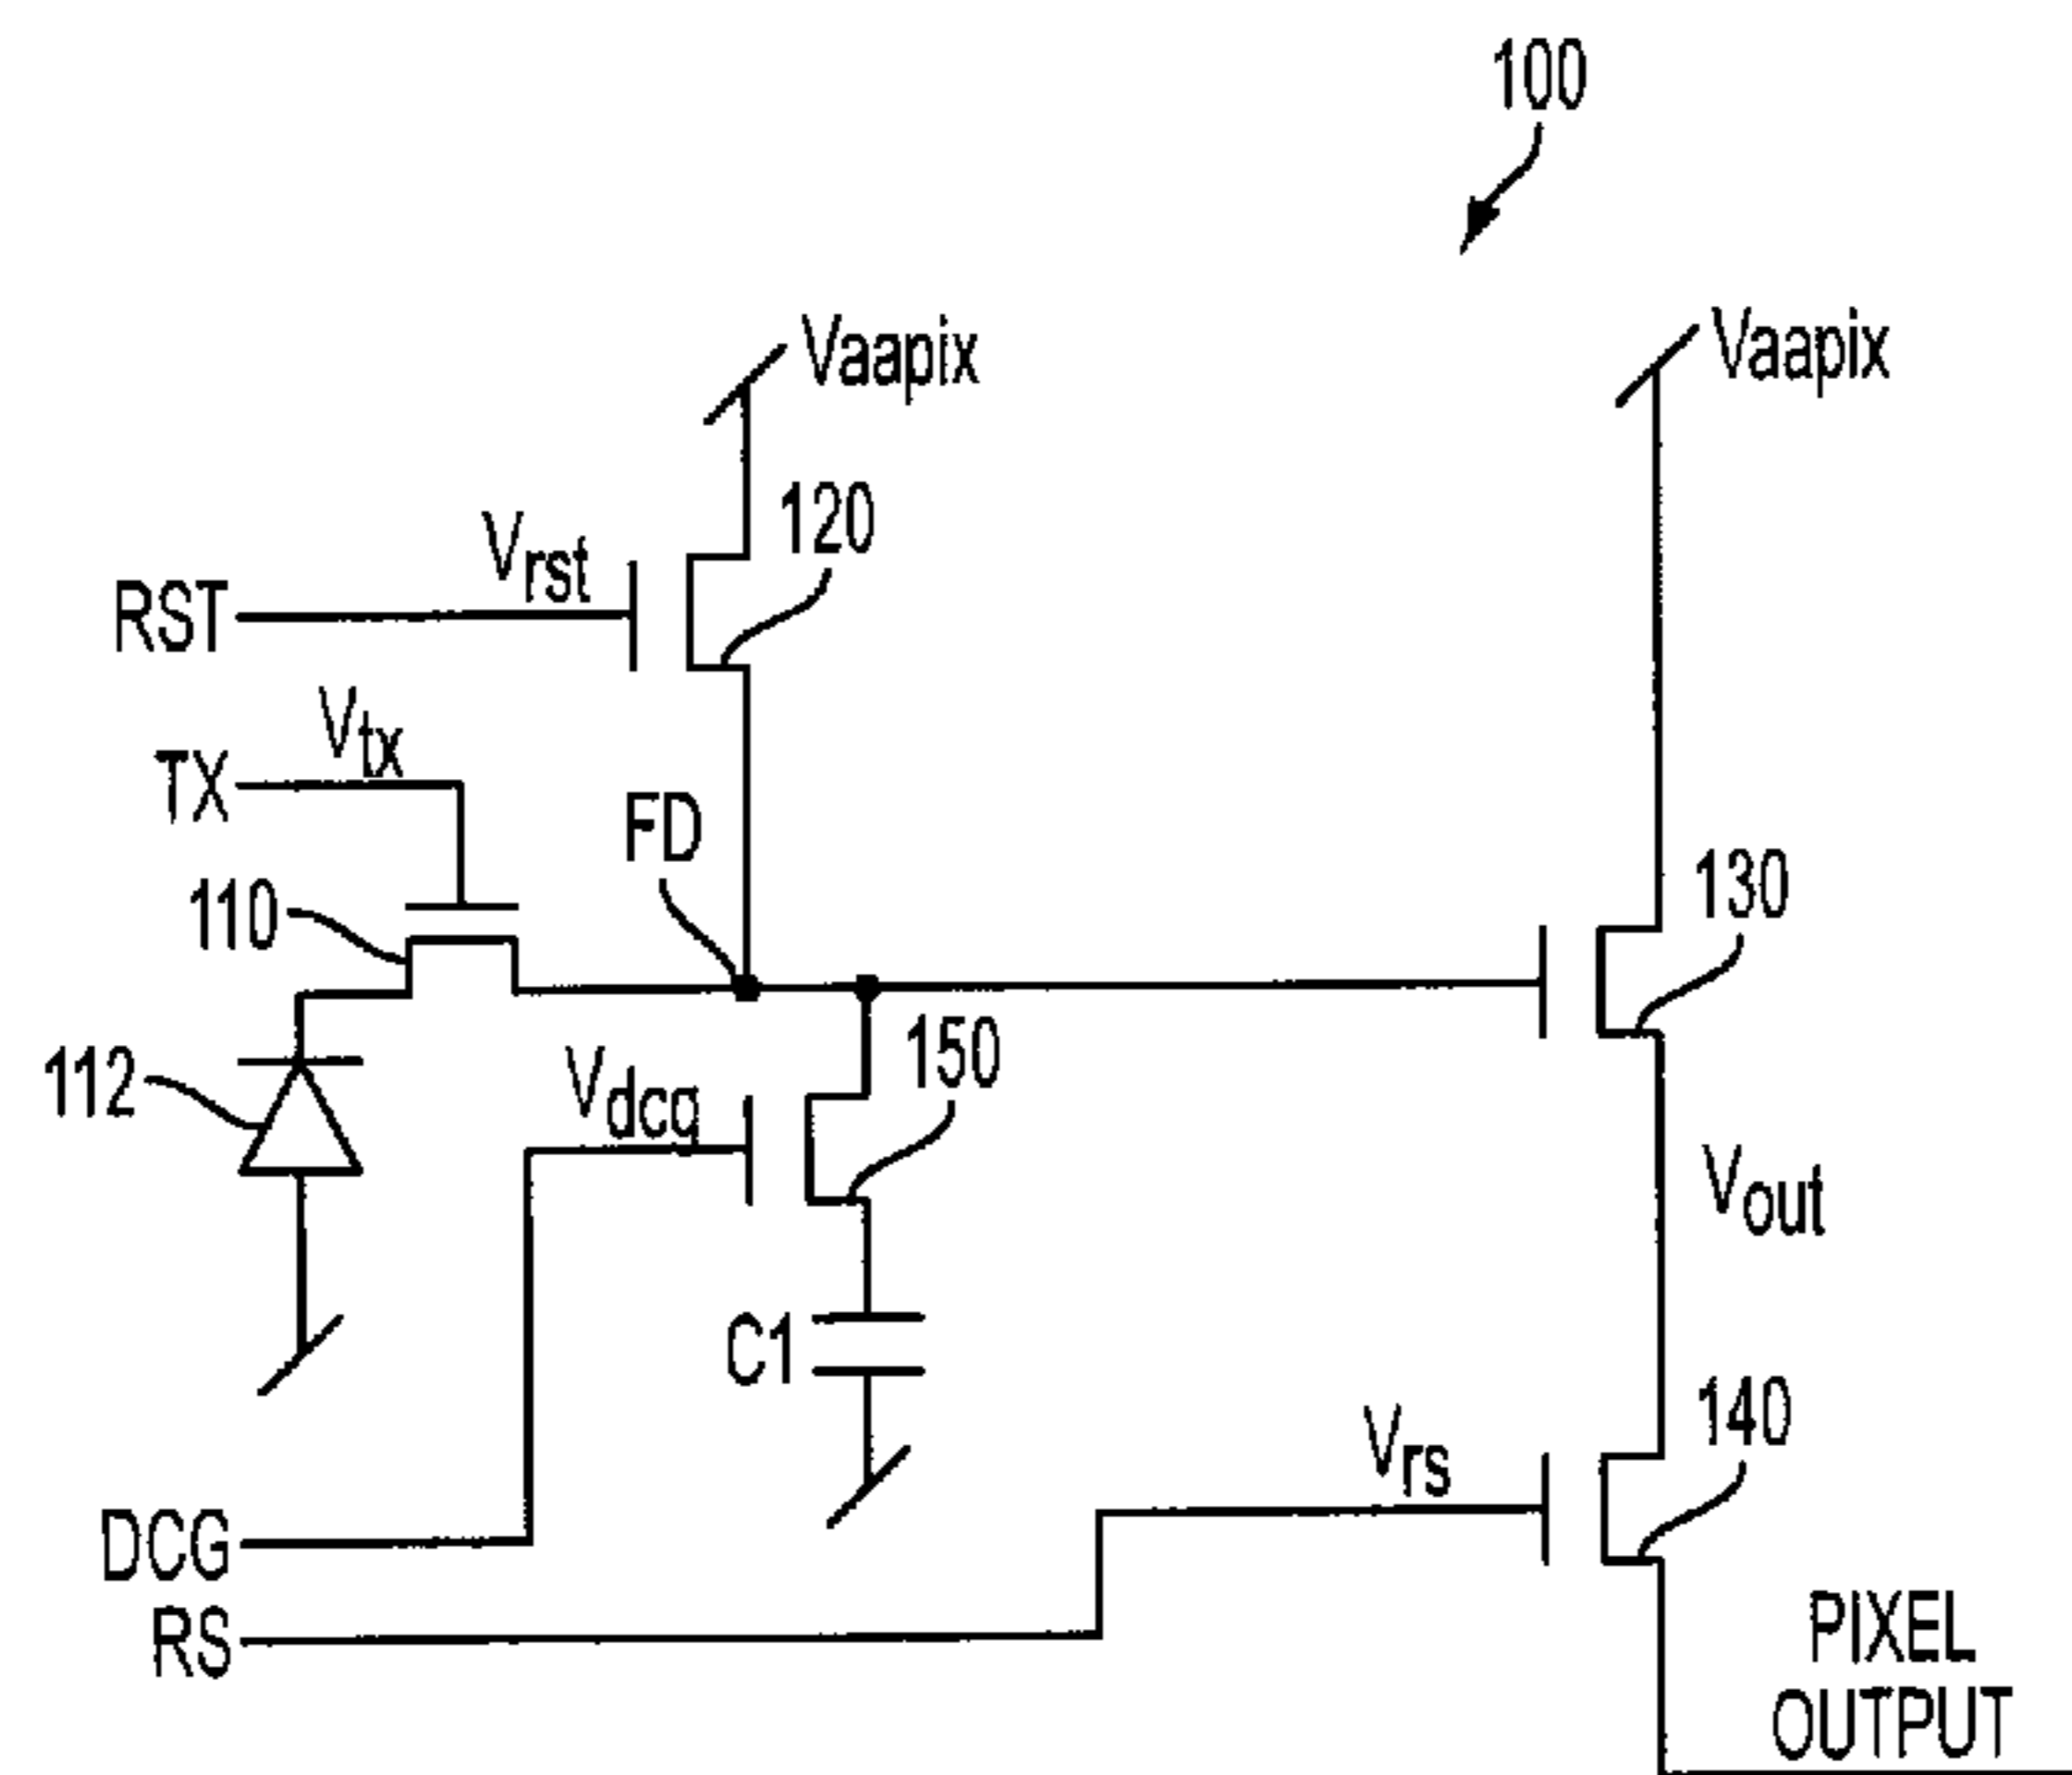 100
Vaapix
Vaapix
120
Vrst
RST
Vtx
TX
FD
110
130
150
112
Vdcg
Vout
C1
140
Vrs
DCG
RS
PIXEL
OUTPUT